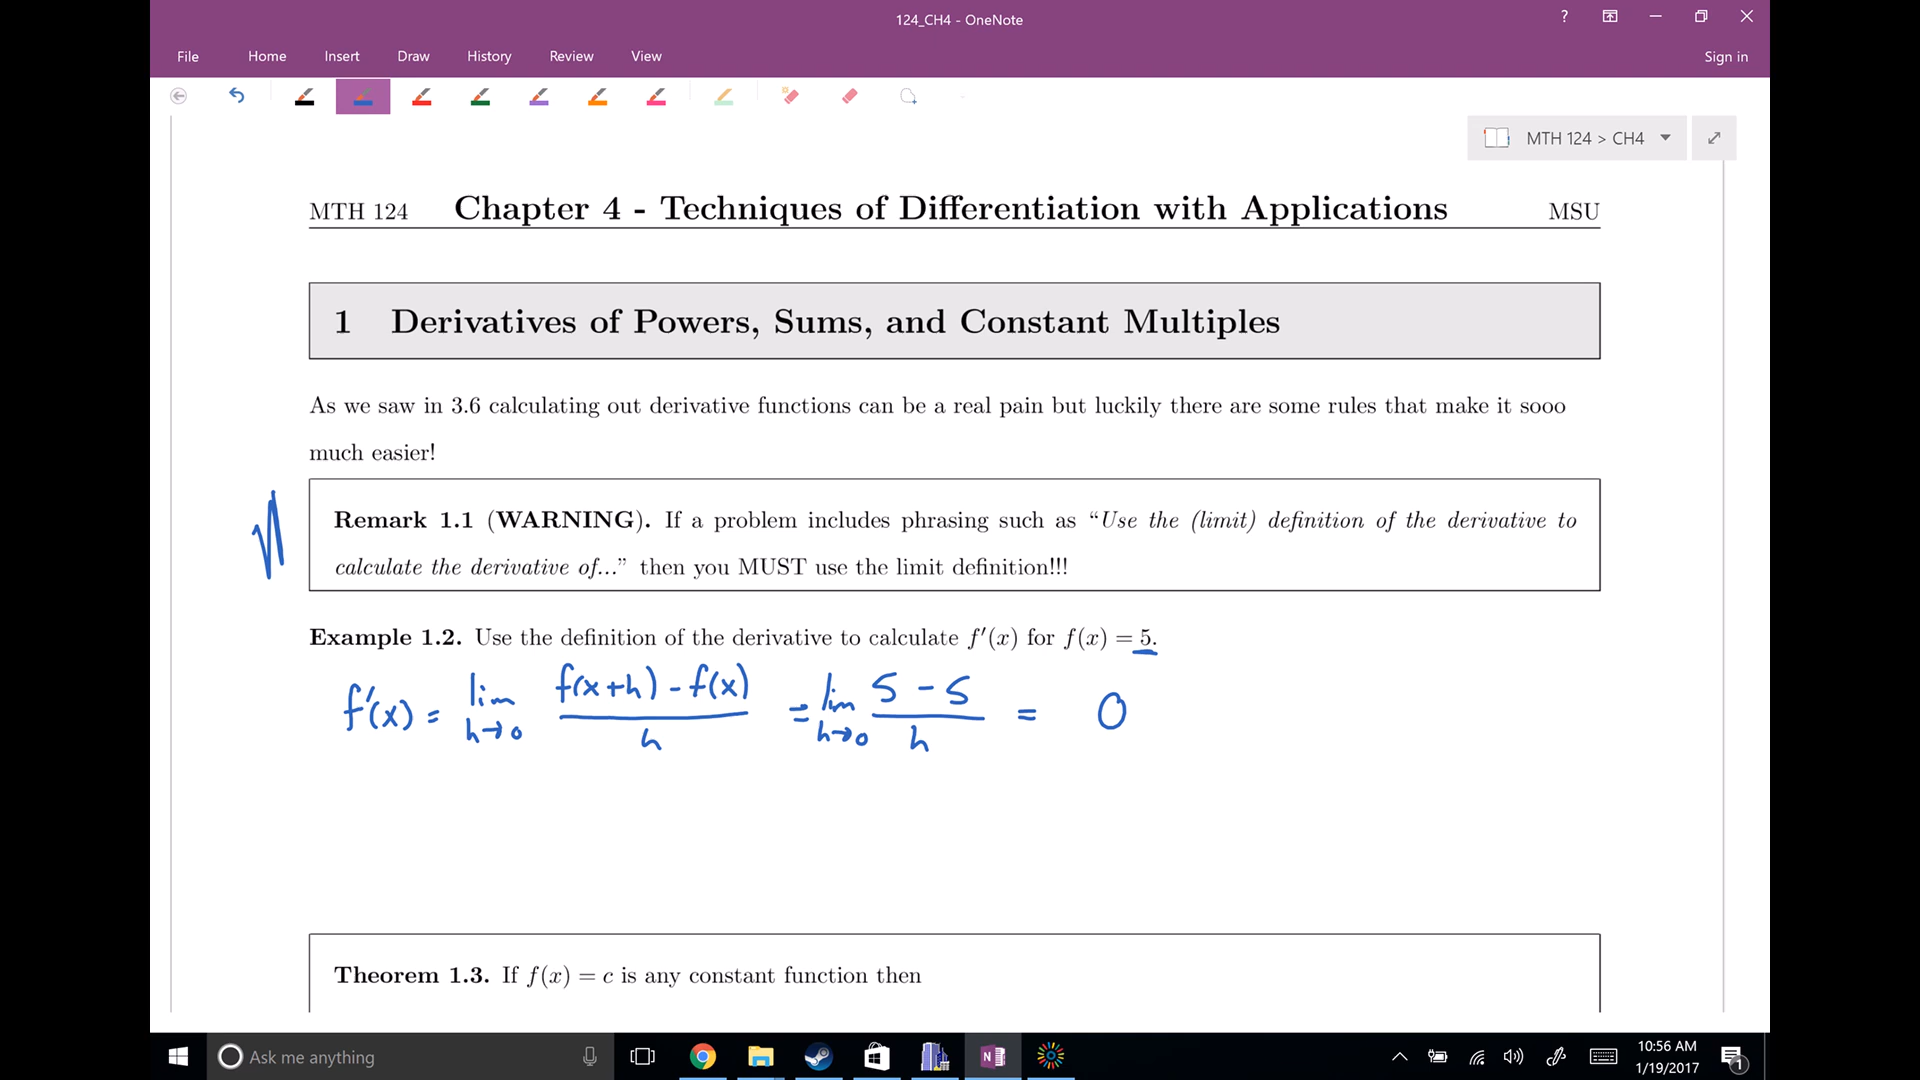 124_CH4 - OneNote
?
File Home Insert Draw History Review View Sign in
MTH 124 > CH4
MTH 124 Chapter 4 - Techniques of Differentiation with Applications MSU
1 Derivatives of Powers, Sums, and Constant Multiples
As we saw in 3.6 calculating out derivative functions can be a real pain but luckily there are some rules that make it sooo
much easier!
Remark 1.1 (WARNING). If a problem includes phrasing such as “Use the (limit) definition of the derivative to
calculate the derivative of...” then you MUST use the limit definition!!!
Example 1.2. Use the definition of the derivative to calculate f′(x) for f(x) = 5.
f'(x) = lim h→0 (f(x+h) - f(x))/h = lim h→0 (5 - 5)/h = 0
Theorem 1.3. If f(x) = c is any constant function then
Ask me anything
10:56 AM
1/19/2017
1